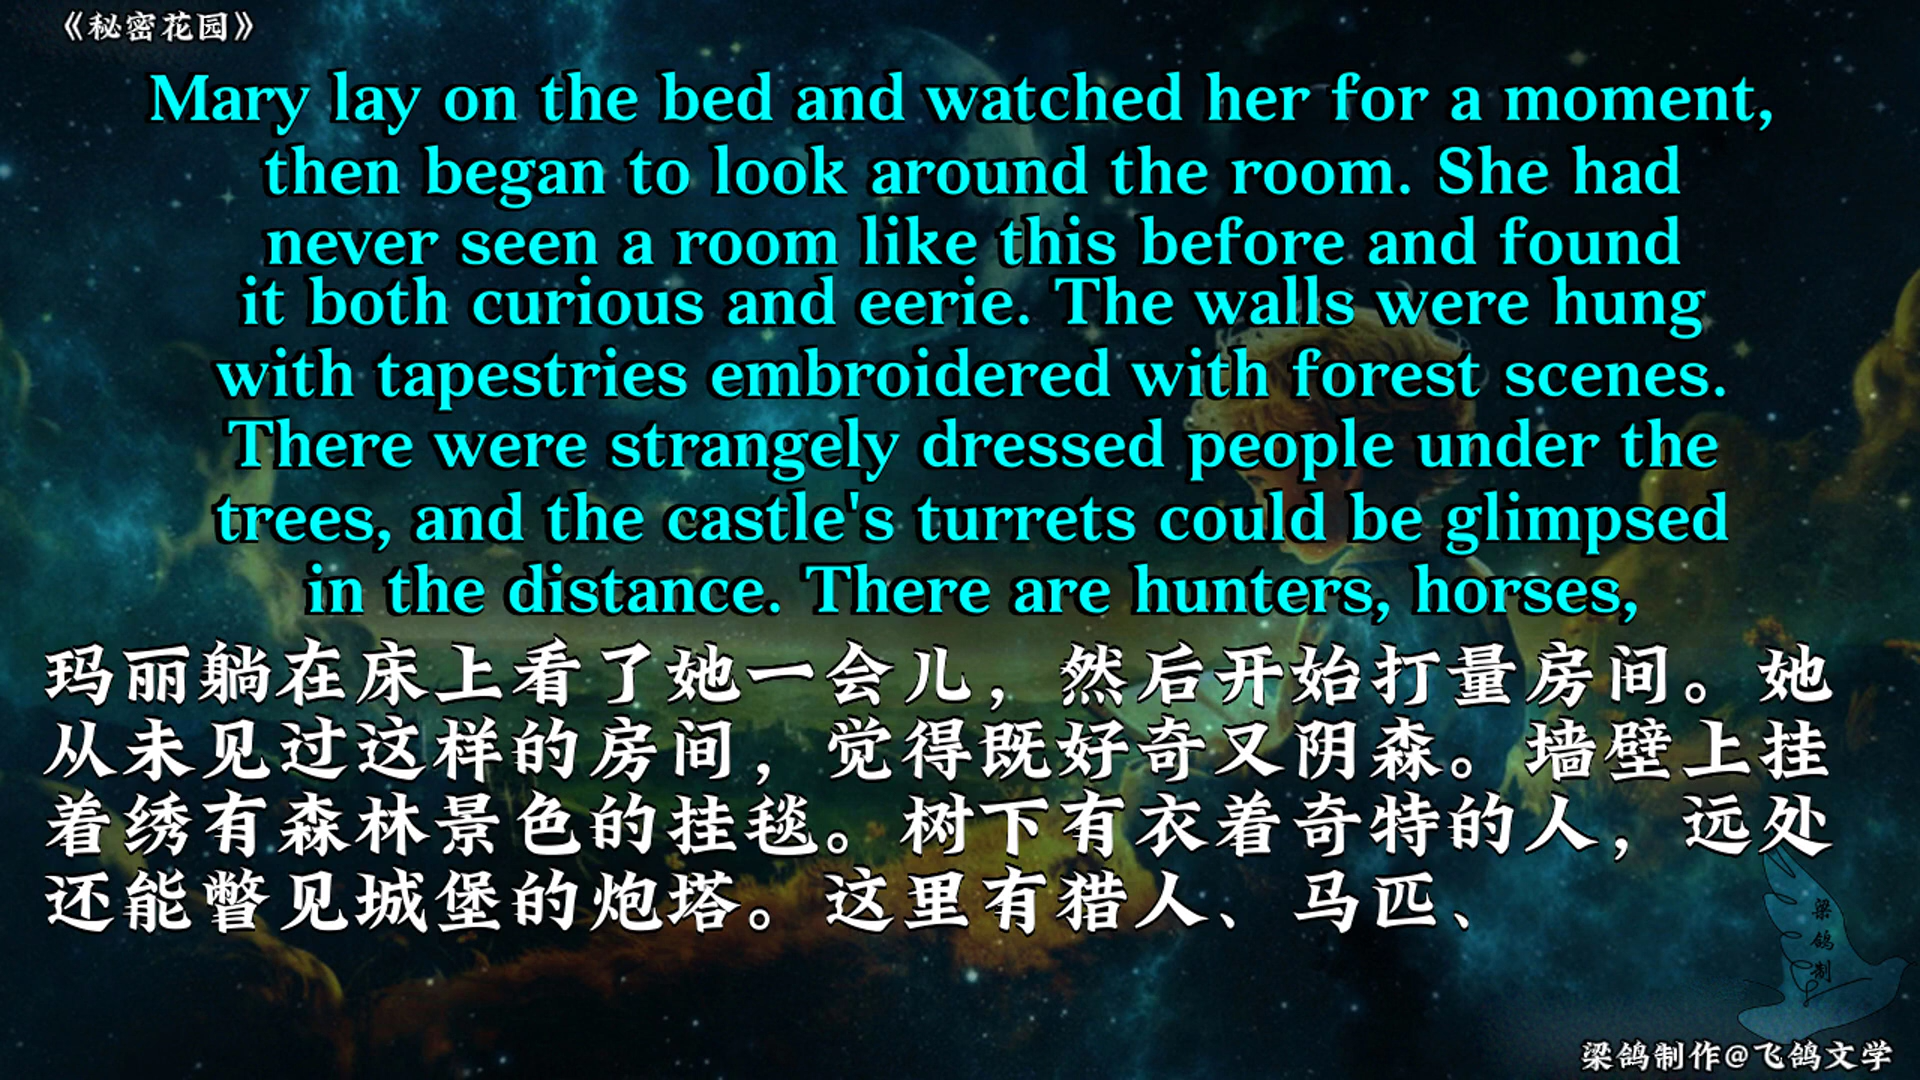 《秘密花园》
Mary lay on the bed and watched her for a moment,
then began to look around the room. She had
never seen a room like this before and found
it both curious and eerie. The walls were hung
with tapestries embroidered with forest scenes.
There were strangely dressed people under the
trees, and the castle's turrets could be glimpsed
in the distance. There are hunters, horses,
玛丽躺在床上看了她一会儿，然后开始打量房间。她
从未见过这样的房间，觉得既好奇又阴森。墙壁上挂
着绣有森林景色的挂毯。树下有衣着奇特的人，远处
还能瞥见城堡的炮塔。这里有猎人、马匹、
梁
鸽
制
梁鸽制作@飞鸽文学